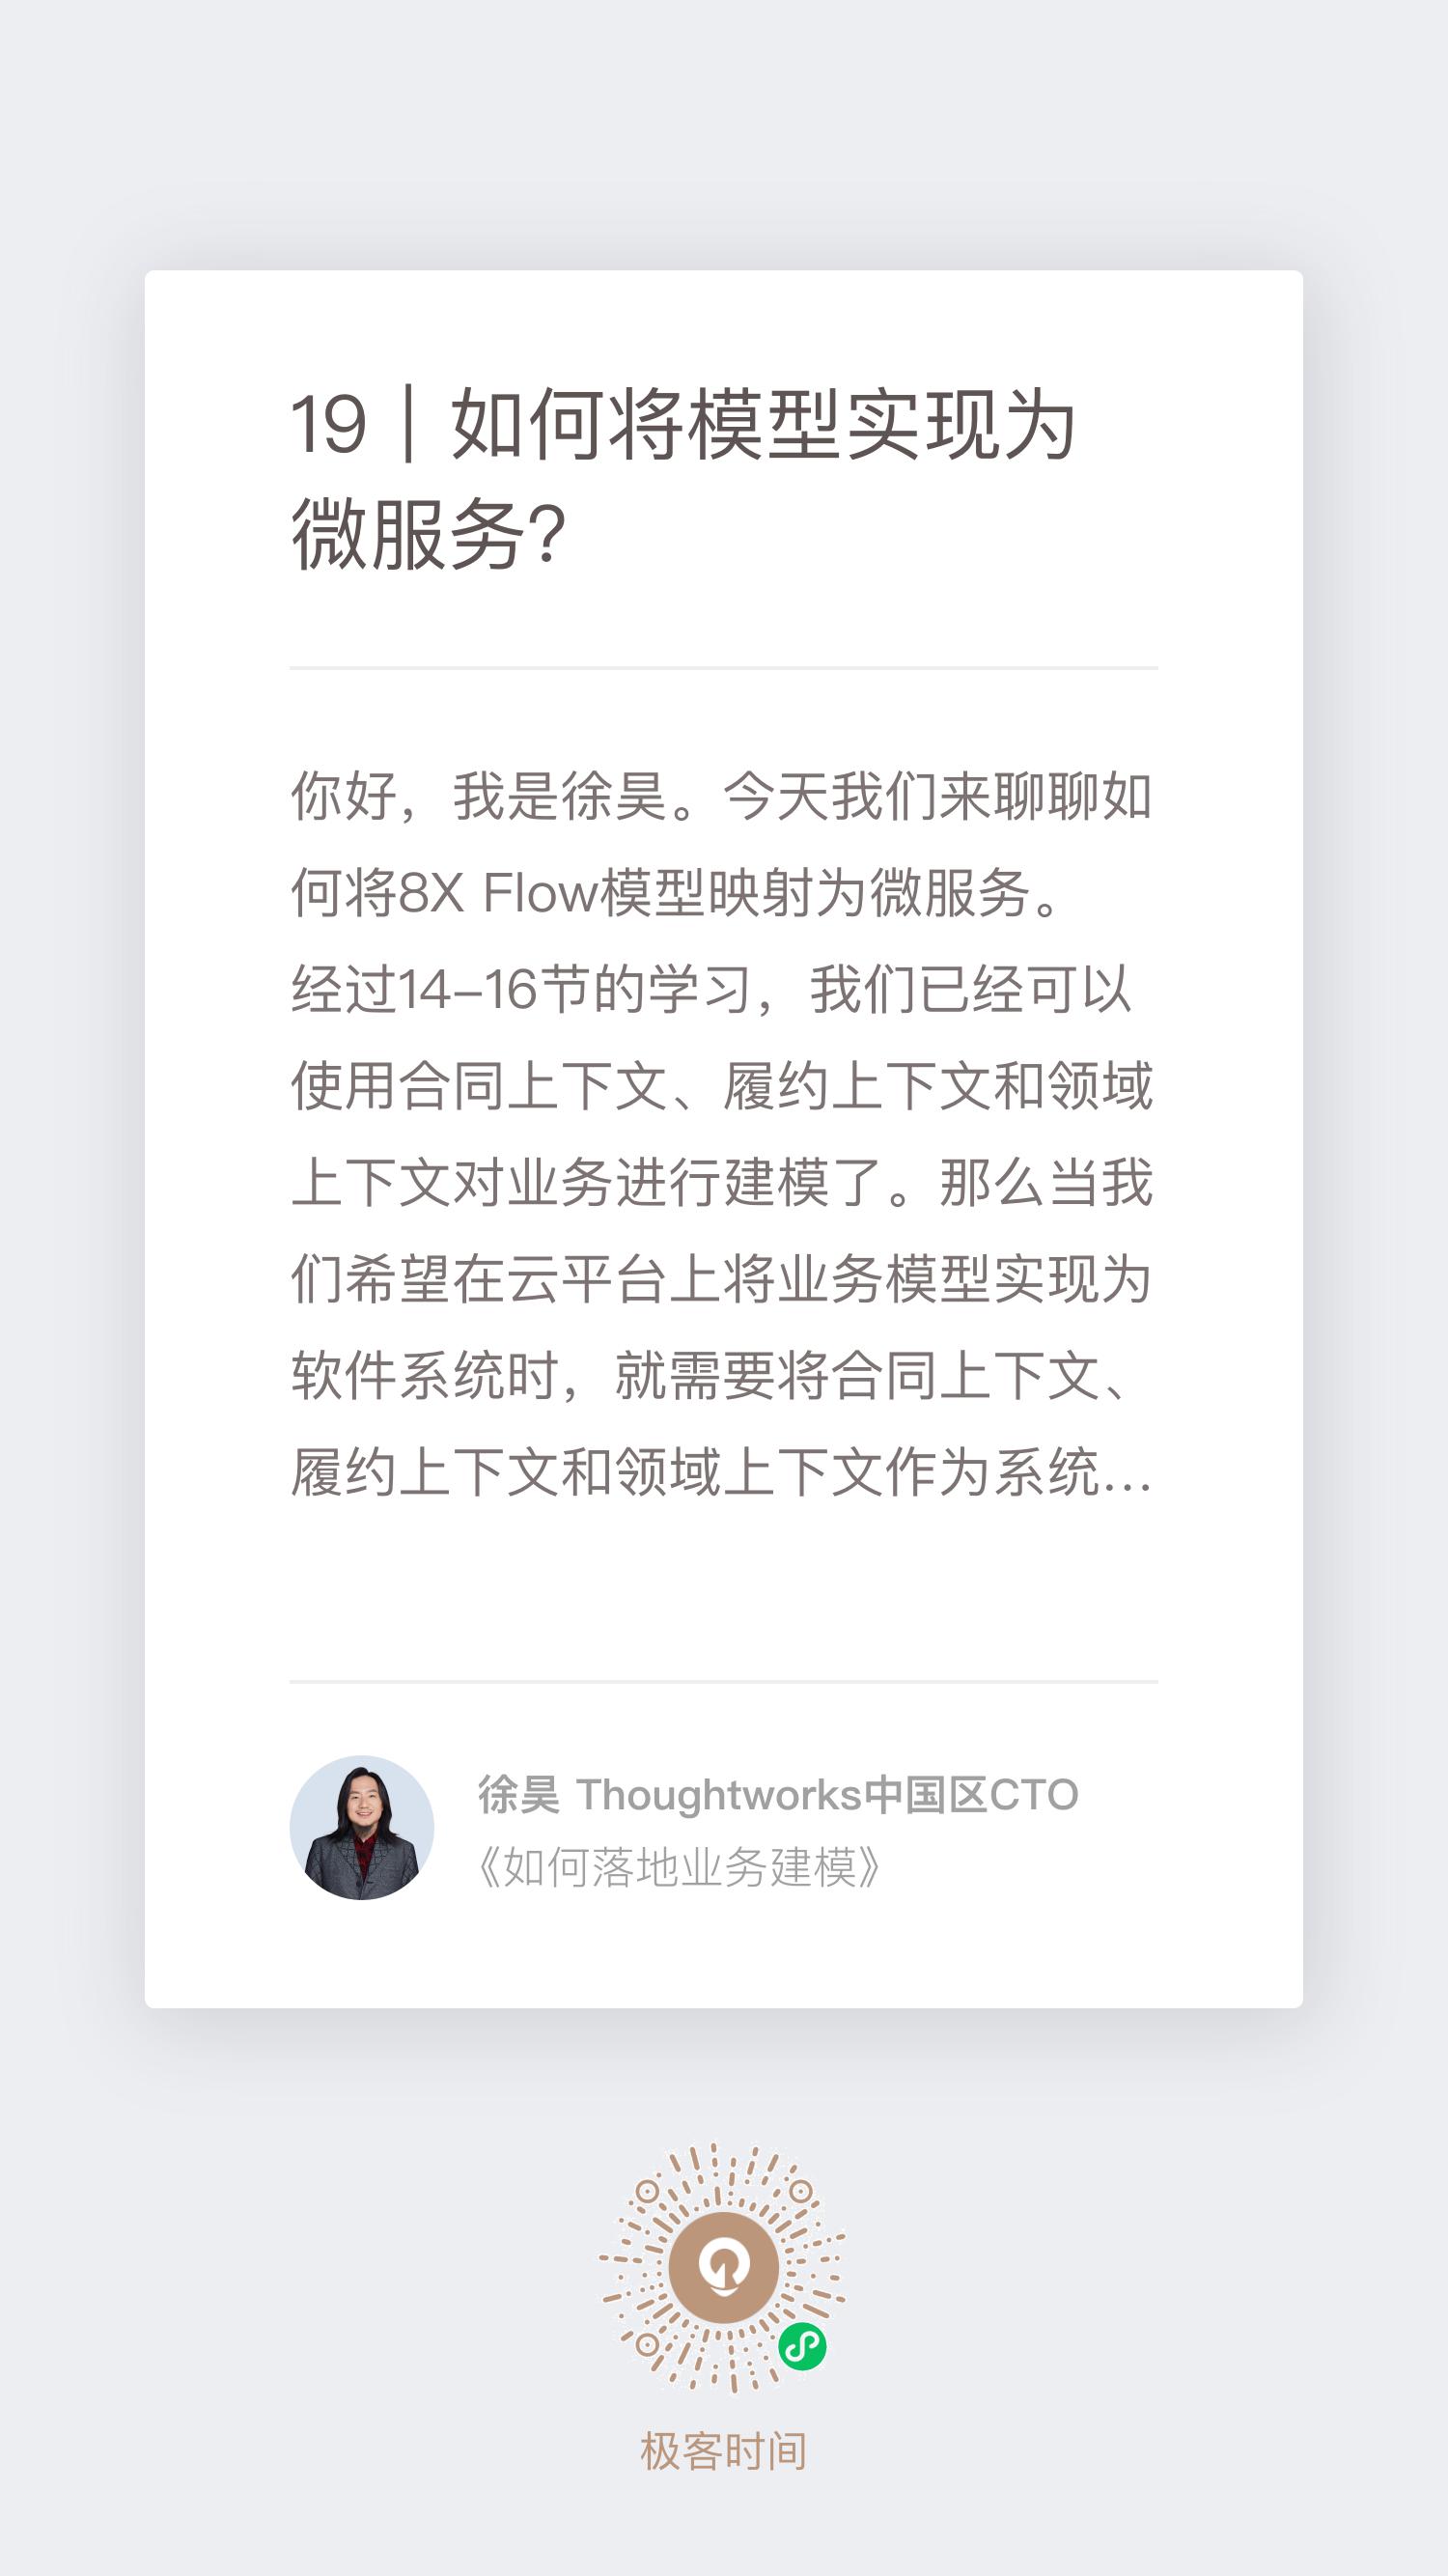 19｜如何将模型实现为
微服务?
你好，我是徐昊。今天我们来聊聊如
何将8X Flow模型映射为微服务。
经过14–16节的学习，我们已经可以
使用合同上下文、履约上下文和领域
上下文对业务进行建模了。那么当我
们希望在云平台上将业务模型实现为
软件系统时，就需要将合同上下文、
履约上下文和领域上下文作为系统...
徐昊 Thoughtworks中国区CTO
《如何落地业务建模》
极客时间